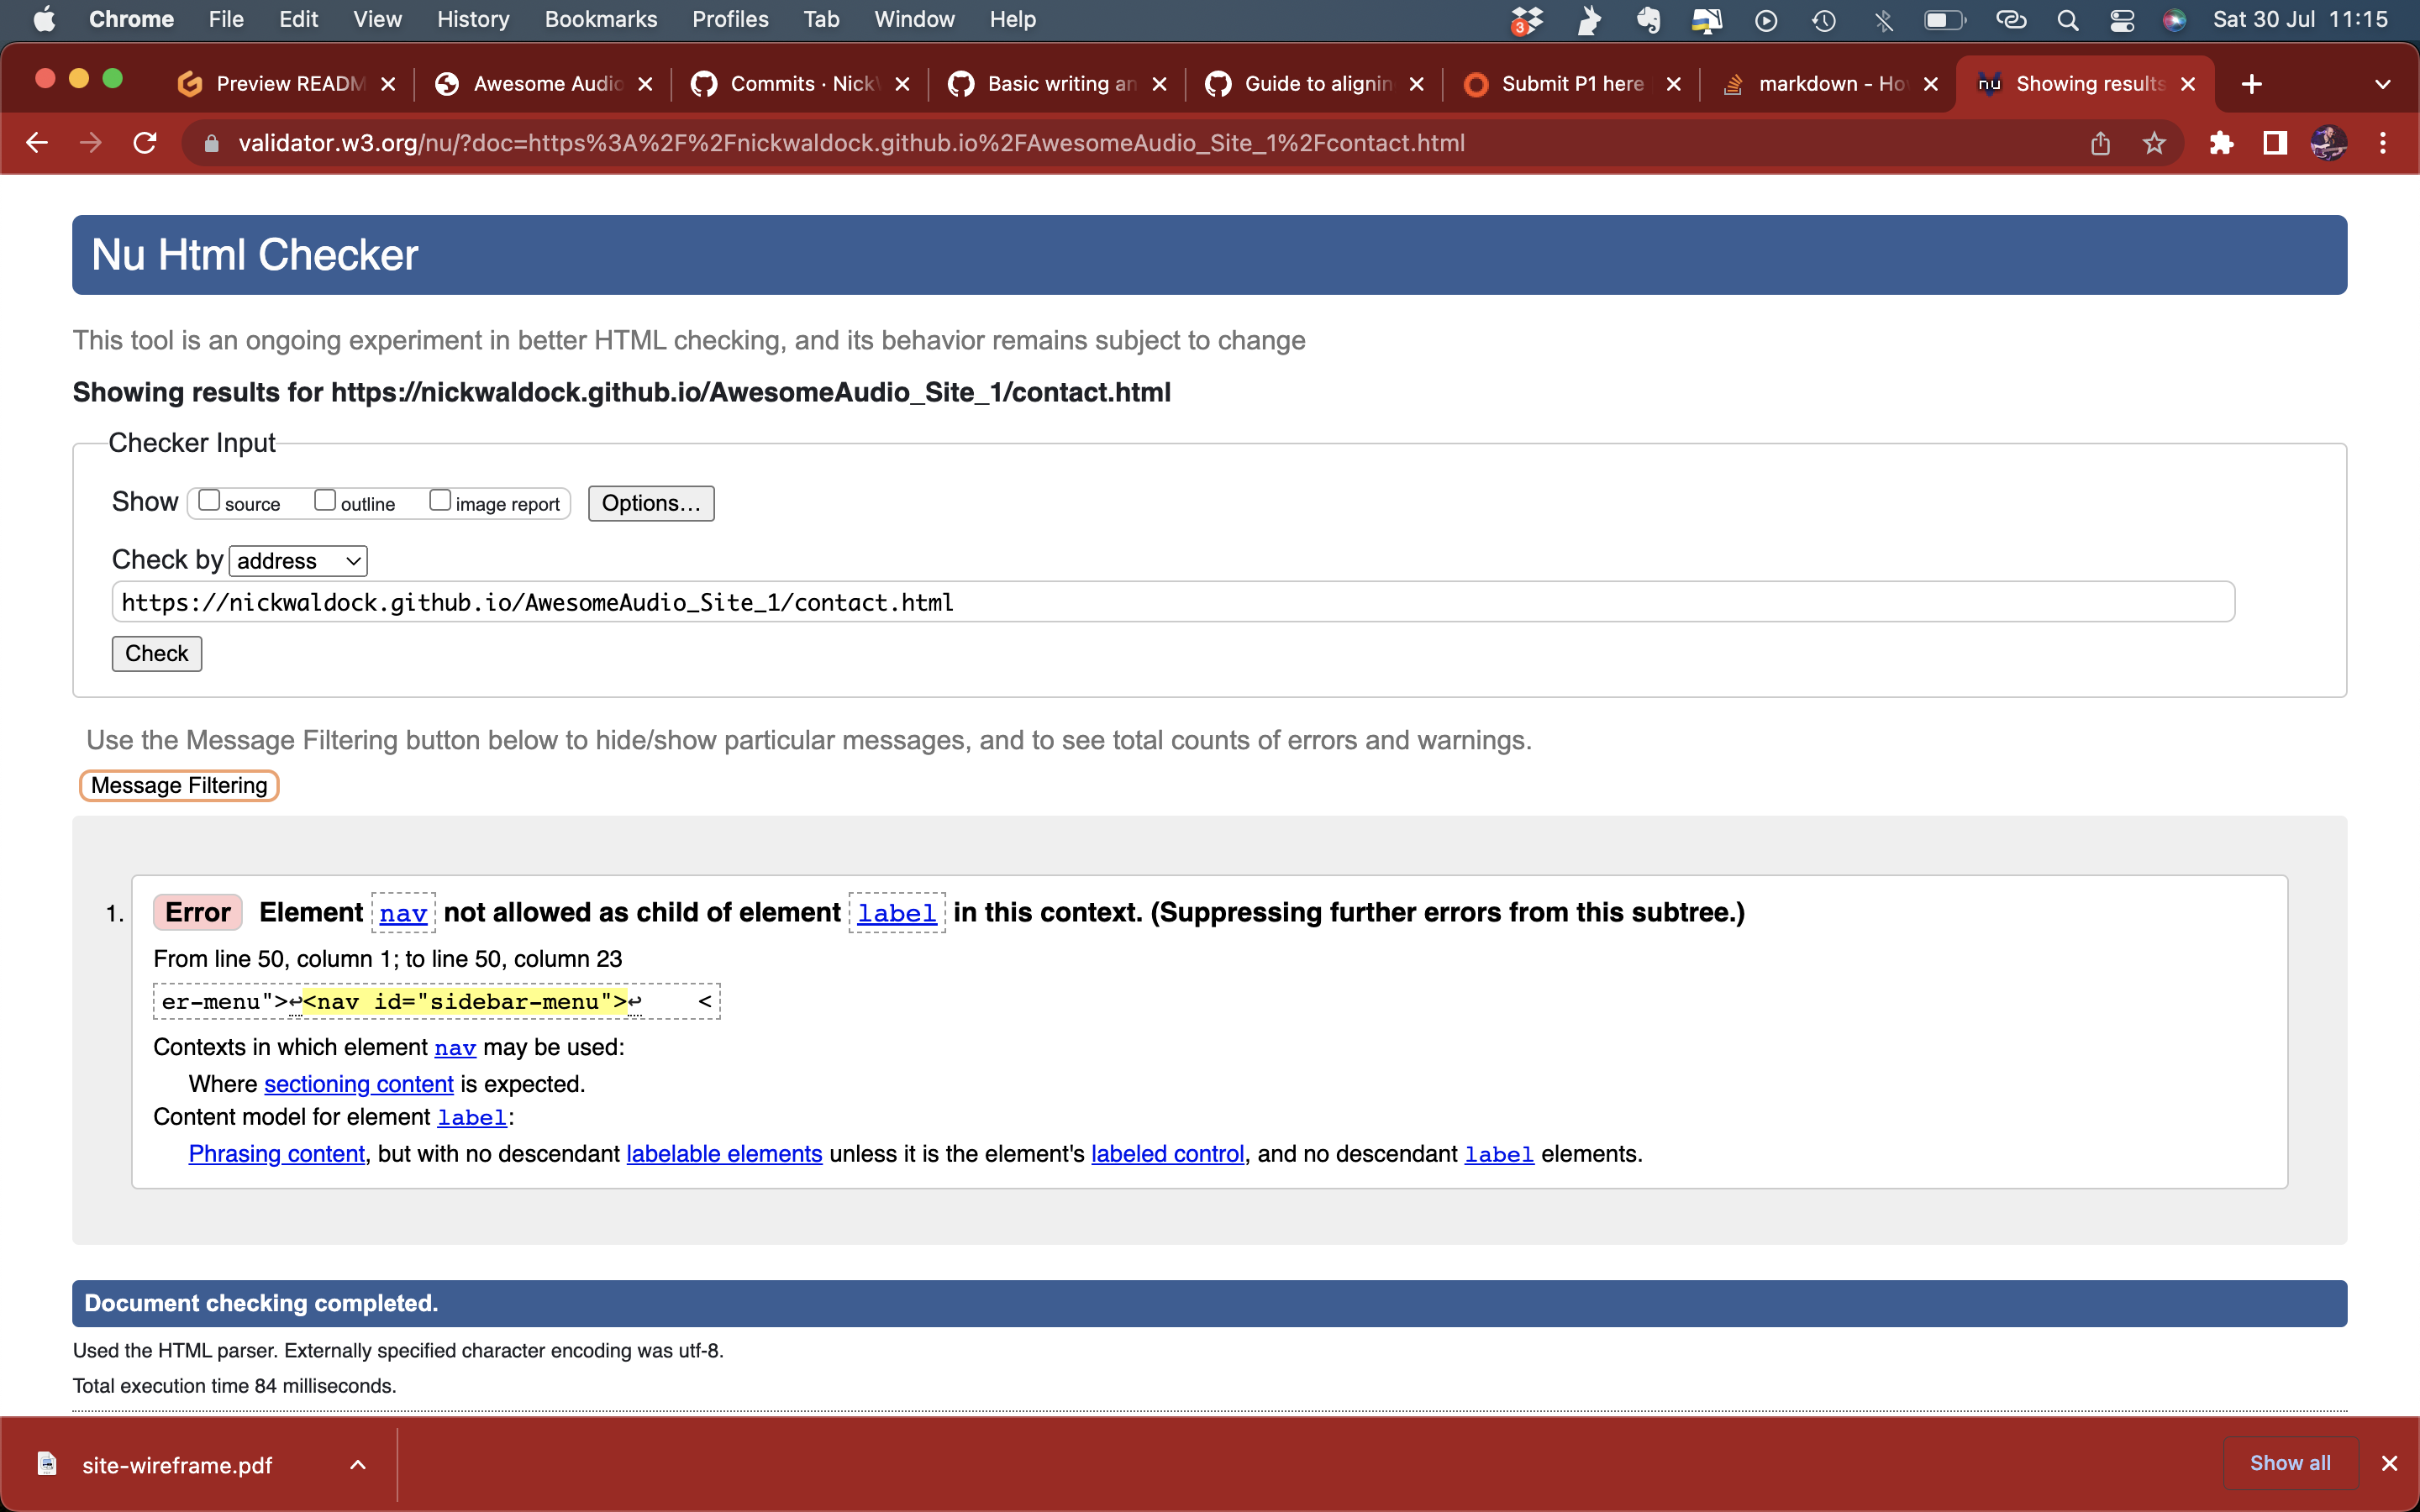 Chrome File Edit View History Bookmarks Profiles Tab Window Help 3 Sat 30 Jul 11:15
Preview READM Awesome Audio Commits · Nick Basic writing an Guide to alignin Submit P1 here markdown - Ho nu Showing results
validator.w3.org/nu/?doc=https%3A%2F%2Fnickwaldock.github.io%2FAwesomeAudio_Site_1%2Fcontact.html
Nu Html Checker
This tool is an ongoing experiment in better HTML checking, and its behavior remains subject to change
Showing results for https://nickwaldock.github.io/AwesomeAudio_Site_1/contact.html
Checker Input
Show source outline image report Options...
Check by address
https://nickwaldock.github.io/AwesomeAudio_Site_1/contact.html
Check
Use the Message Filtering button below to hide/show particular messages, and to see total counts of errors and warnings.
Message Filtering
1. Error Element nav not allowed as child of element label in this context. (Suppressing further errors from this subtree.)
From line 50, column 1; to line 50, column 23
er-menu">↩<nav id="sidebar-menu">↩ <
Contexts in which element nav may be used:
Where sectioning content is expected.
Content model for element label:
Phrasing content, but with no descendant labelable elements unless it is the element's labeled control, and no descendant label elements.
Document checking completed.
Used the HTML parser. Externally specified character encoding was utf-8.
Total execution time 84 milliseconds.
site-wireframe.pdf Show all